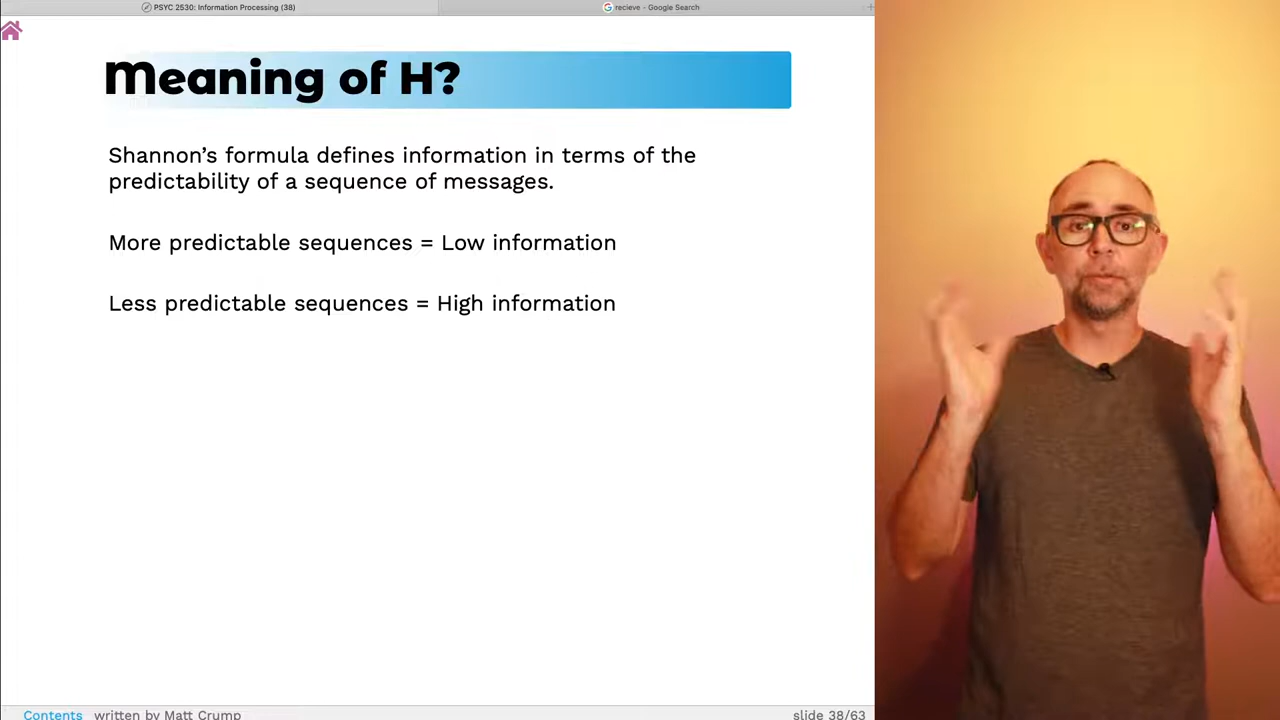 PSYC 2530: Information Processing (38)
recieve - Google Search
Meaning of H?
Shannon’s formula defines information in terms of the
predictability of a sequence of messages.
More predictable sequences = Low information
Less predictable sequences = High information
Contents written by Matt Crump
slide 38/63